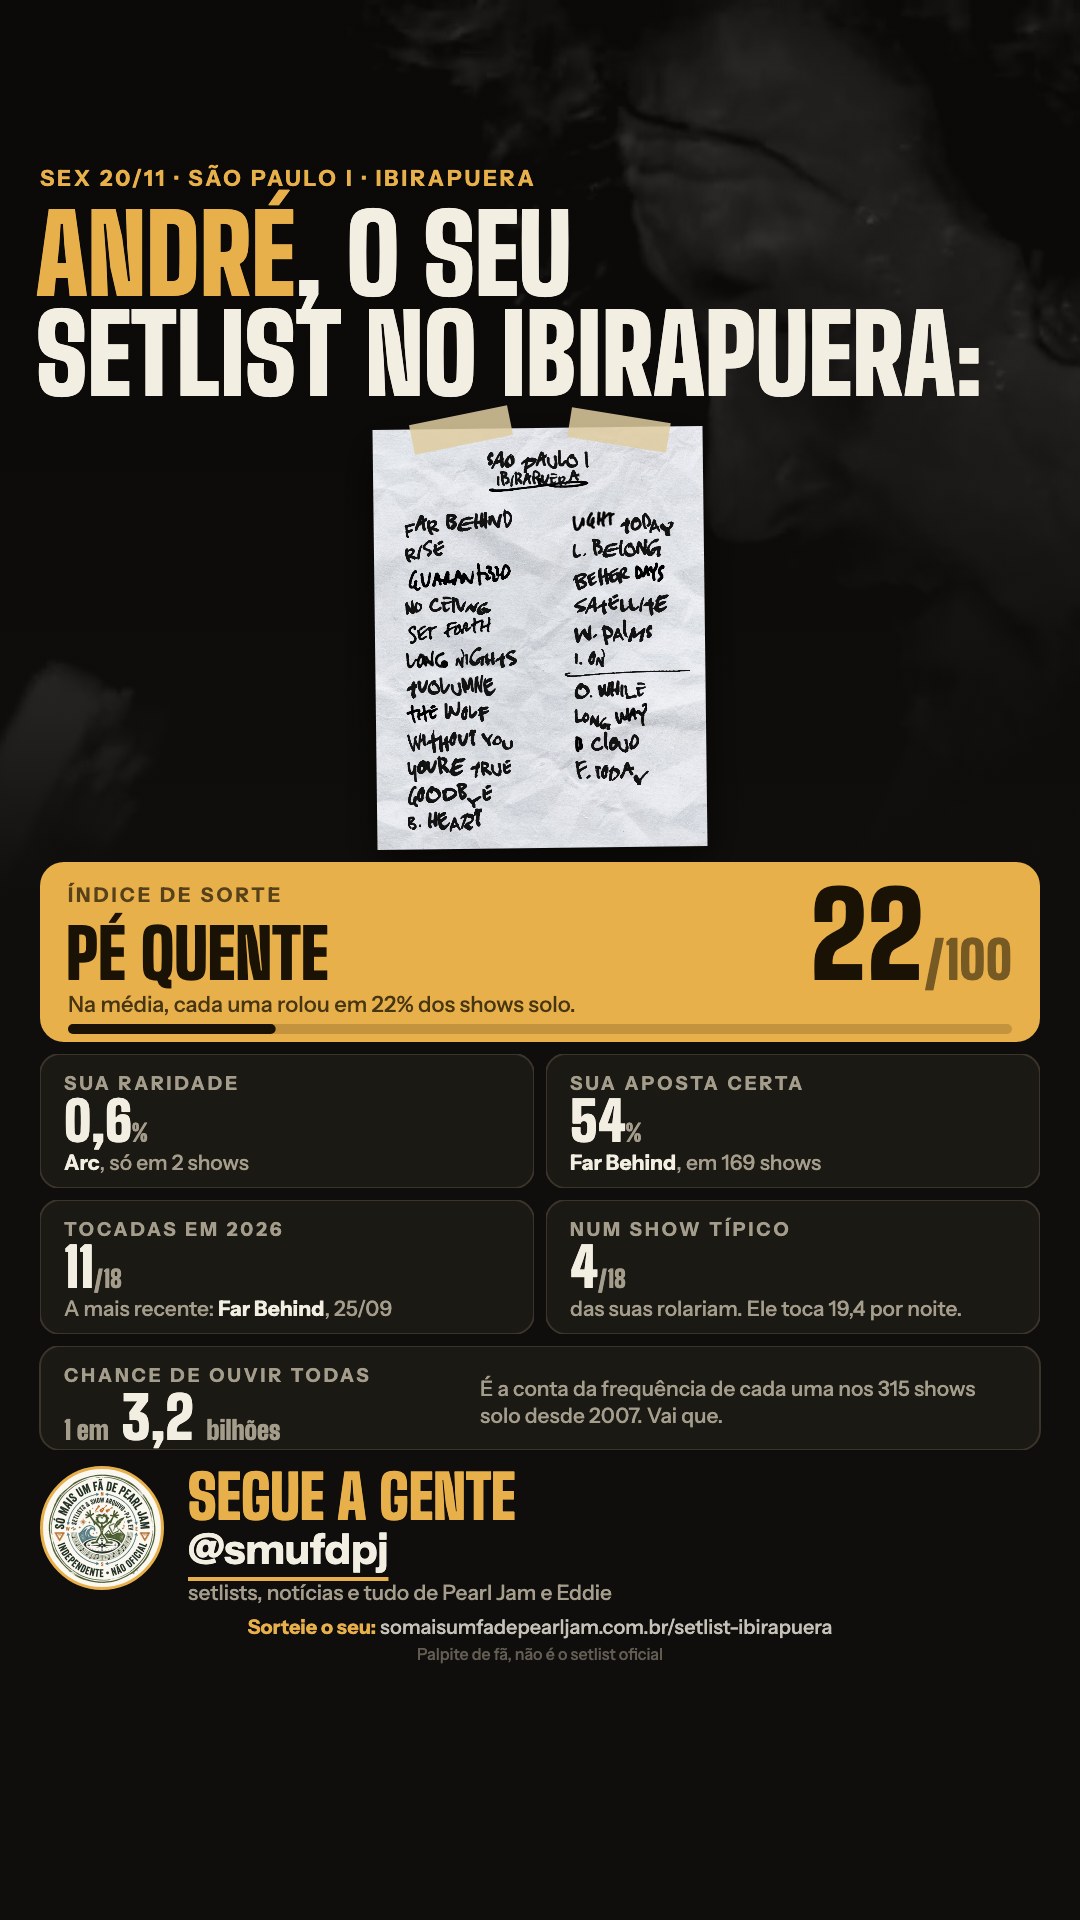 SEX 20/11 · SÃO PAULO I · IBIRAPUERA
ANDRÉ, O SEU
SETLIST NO IBIRAPUERA:
SÃO PAULO I
IBIRAPUERA
FAR BEHIND
RISE
GUARANTEED
NO CEILING
SET FORTH
LONG NIGHTS
TUOLUMNE
THE WOLF
WITHOUT YOU
YOURE TRUE
GOODBYE
B. HEART
LIGHT TODAY
L. BELONG
BETTER DAYS
SATELLITE
W. PALMS
I. ON
O. WHILE
LONG WAY
CLOUD
F. TODAY
ÍNDICE DE SORTE
PÉ QUENTE
22/100
Na média, cada uma rolou em 22% dos shows solo.
SUA RARIDADE
0,6%
Arc, só em 2 shows
SUA APOSTA CERTA
54%
Far Behind, em 169 shows
TOCADAS EM 2026
11/18
A mais recente: Far Behind, 25/09
NUM SHOW TÍPICO
4/18
das suas rolariam. Ele toca 19,4 por noite.
CHANCE DE OUVIR TODAS
1 em 3,2 bilhões
É a conta da frequência de cada uma nos 315 shows
solo desde 2007. Vai que.
SÓ MAIS UM FÃ DE PEARL JAM
INDEPENDENTE • NÃO OFICIAL
SEGUE A GENTE
@smufdpj
setlists, notícias e tudo de Pearl Jam e Eddie
Sorteie o seu: somaisumfadepearljam.com.br/setlist-ibirapuera
Palpite de fã, não é o setlist oficial